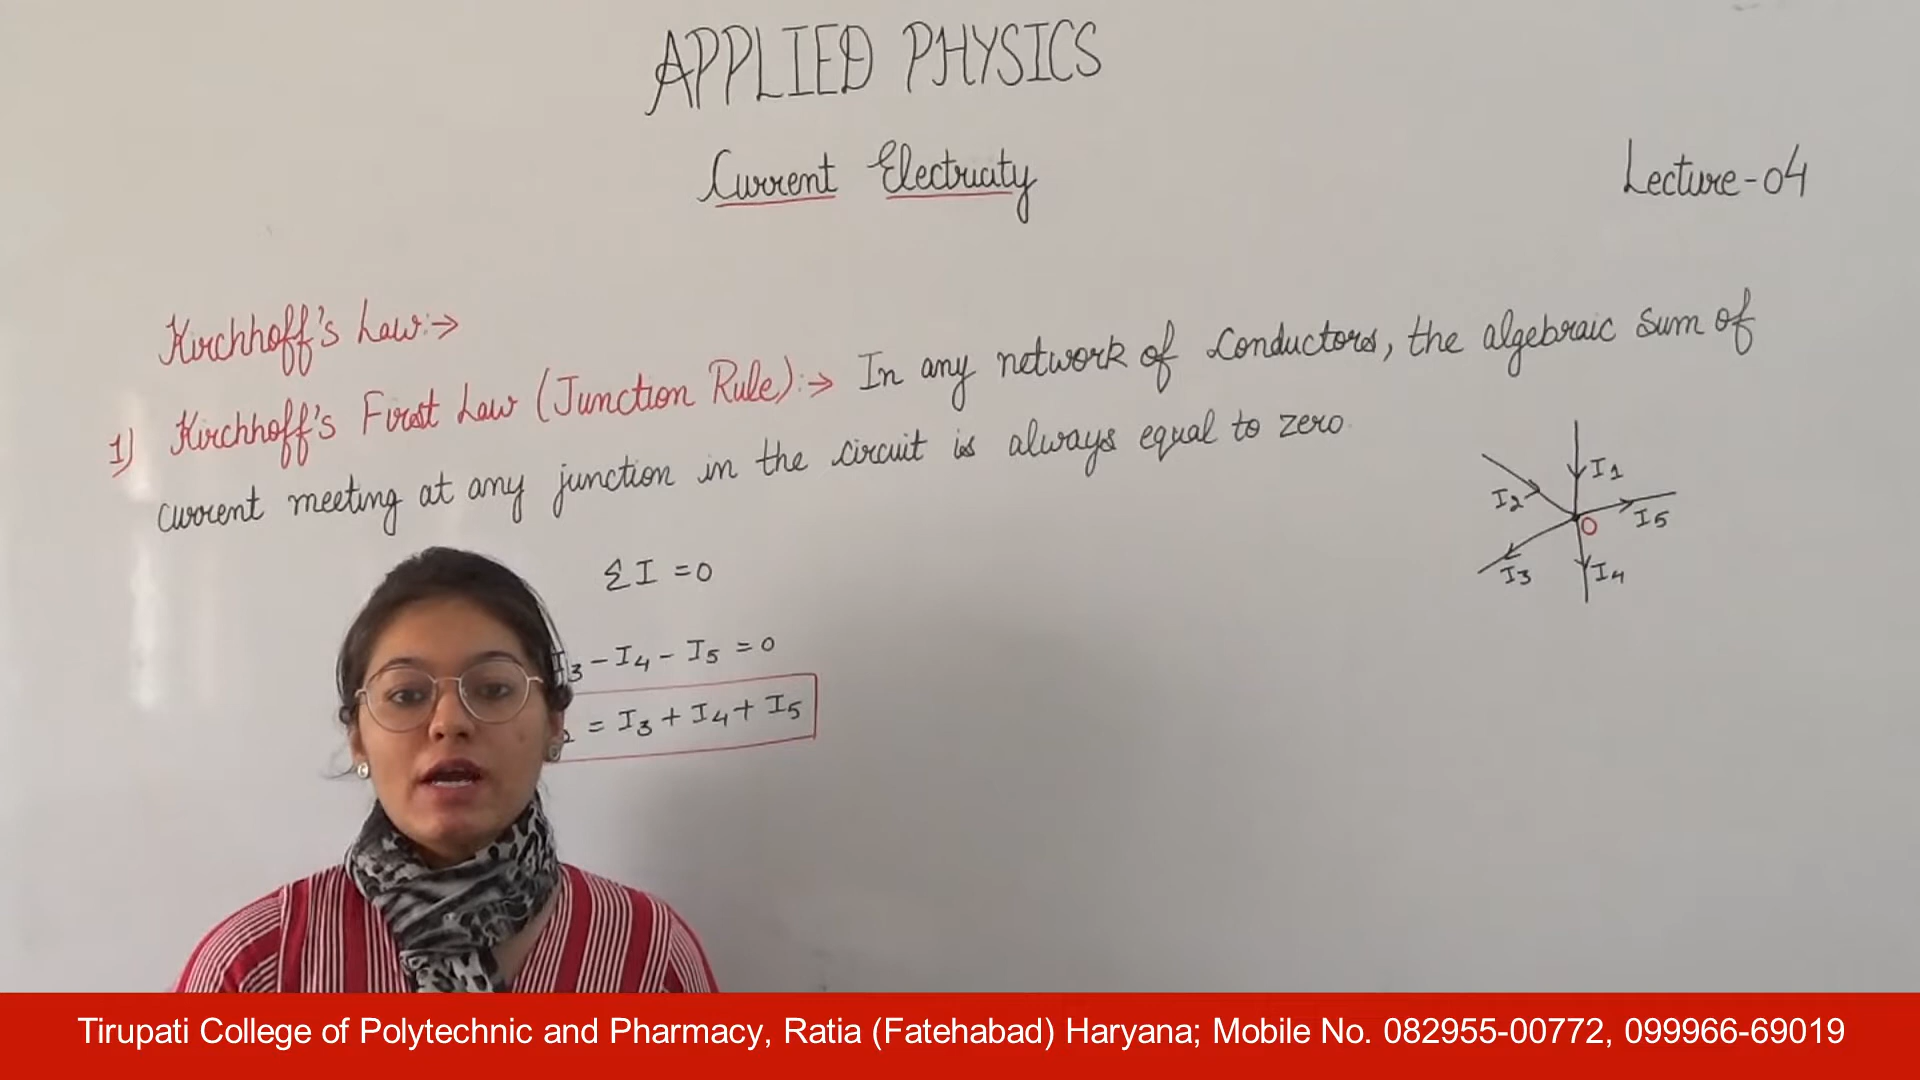 APPLIED PHYSICS
Current Electricity
Lecture-04
Kirchhoff's Law:→
1) Kirchhoff's First Law (Junction Rule):→ In any network of conductors, the algebraic sum of
current meeting at any junction in the circuit is always equal to zero.
ΣI = 0
I3 - I4 - I5 = 0
2 = I3 + I4 + I5
I1
I2
I5
O
I3
I4
Tirupati College of Polytechnic and Pharmacy, Ratia (Fatehabad) Haryana; Mobile No. 082955-00772, 099966-69019